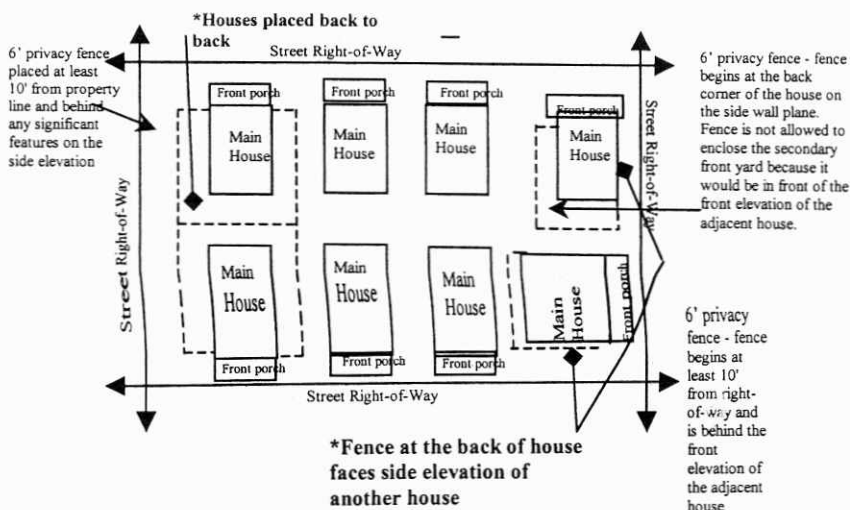 *Houses placed back to
back
Street Right-of-Way
6' privacy fence
placed at least
10' from property
line and behind
any significant
features on the
side elevation
6' privacy fence - fence
begins at the back
corner of the house on
the side wall plane.
Fence is not allowed to
enclose the secondary
front yard because it
would be in front of the
front elevation of the
adjacent house.
Front porch
Front porch
Front porch
Front porch
Main
House
Main
House
Main
House
Main
House
Street Right-of-Way
Street Right-of-Way
Main
House
Main
House
Main
House
Main
House
Front porch
Front porch
Front porch
Front porch
Street Right-of-Way
6' privacy
fence - fence
begins at
least 10'
from right-
of-way and
is behind the
front
elevation of
the adjacent
house
*Fence at the back of house
faces side elevation of
another house